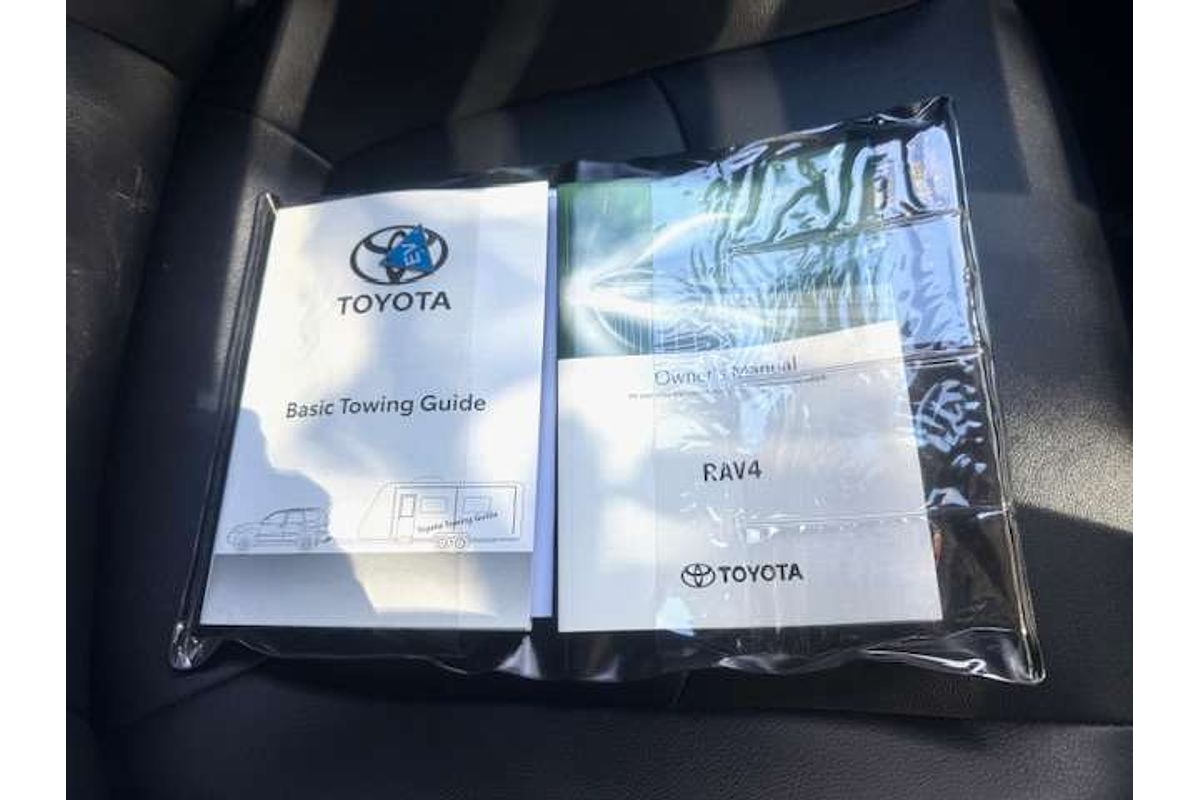 EV
TOYOTA
Basic Towing Guide
Toyota Towing Guide
Owner's Manual
RAV4
TOYOTA